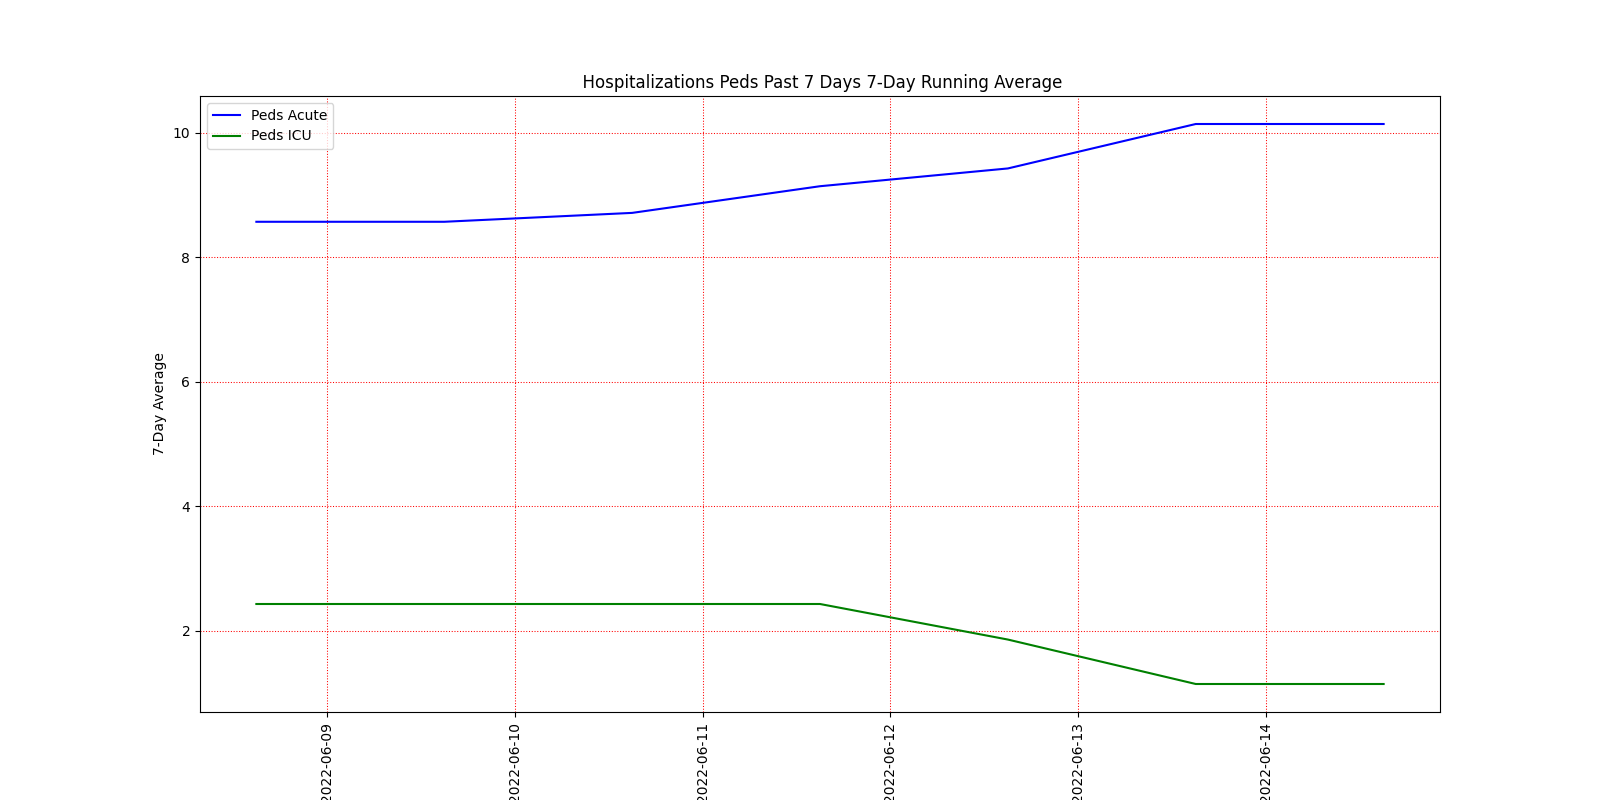 Hospitalizations Peds Past 7 Days 7-Day Running Average
Peds Acute
Peds ICU
10
8
6
4
2
7-Day Average
2022-06-09
2022-06-10
2022-06-11
2022-06-12
2022-06-13
2022-06-14